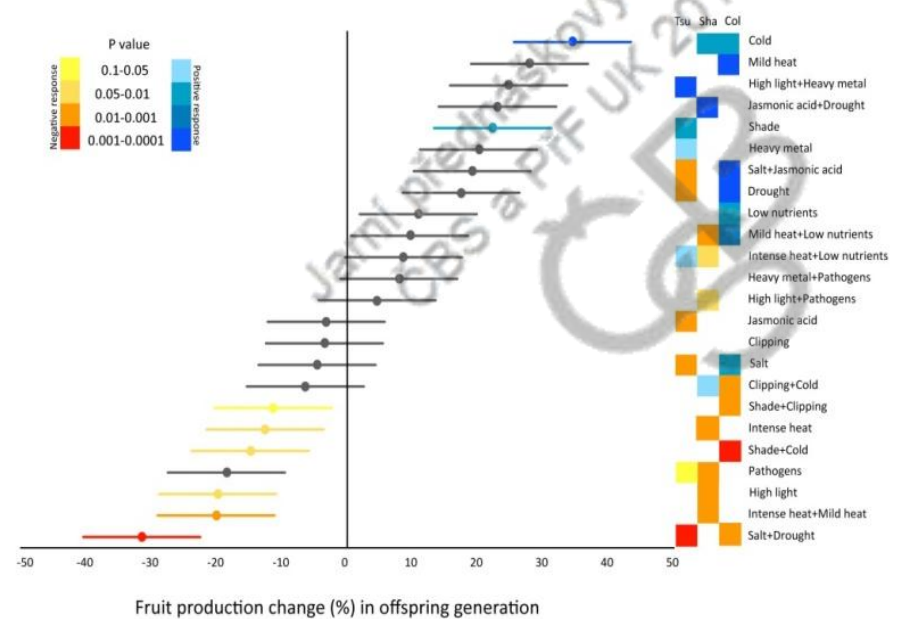 Tsu Sha Col
P value
Negative response
Positive response
0.1-0.05
0.05-0.01
0.01-0.001
0.001-0.0001
Cold
Mild heat
High light+Heavy metal
Jasmonic acid+Drought
Shade
Heavy metal
Salt+Jasmonic acid
Drought
Low nutrients
Mild heat+Low nutrients
Intense heat+Low nutrients
Heavy metal+Pathogens
High light+Pathogens
Jasmonic acid
Clipping
Salt
Clipping+Cold
Shade+Clipping
Intense heat
Shade+Cold
Pathogens
High light
Intense heat+Mild heat
Salt+Drought
-50 -40 -30 -20 -10 0 10 20 30 40 50
Fruit production change (%) in offspring generation
Jarní přednáškový
ČBS a PřF UK